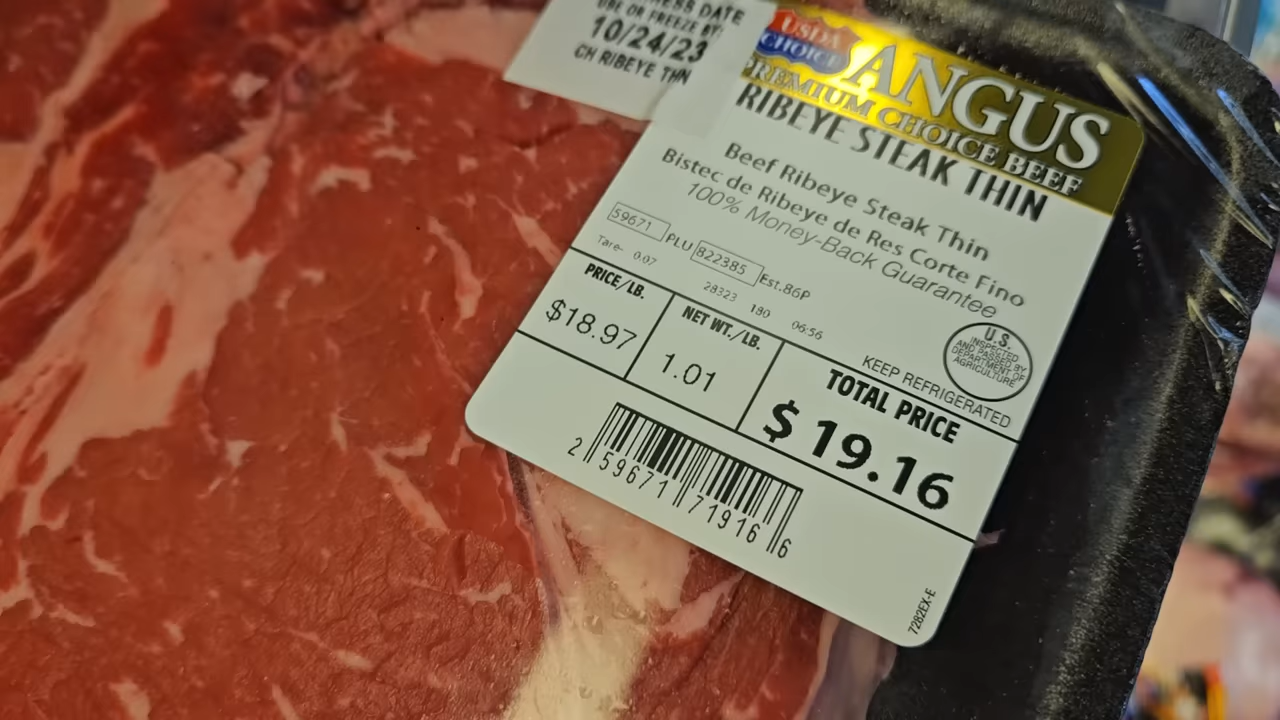 USE OR FREEZE BY:
10/24/23
CH RIBEYE THN
USDA
CHOICE
ANGUS
PREMIUM CHOICE BEEF
RIBEYE STEAK THIN
Beef Ribeye Steak Thin
Bistec de Ribeye de Res Corte Fino
100% Money-Back Guarantee
59671 PLU 822385 Est.86P
Tare- 0.07 28323 180 06:56
U.S.
INSPECTED
AND PASSED BY
DEPARTMENT OF
AGRICULTURE
KEEP REFRIGERATED
PRICE/LB.
$18.97
NET WT./LB.
1.01
TOTAL PRICE
$ 19.16
2 59671 71916 6
7282EX-E